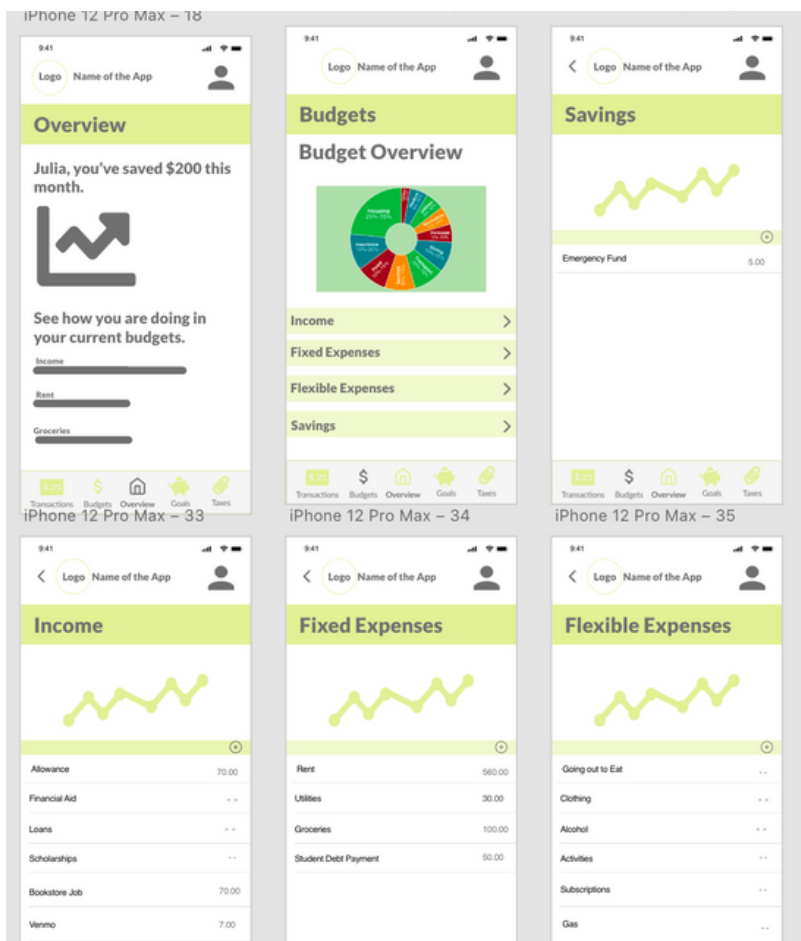 iPhone 12 Pro Max – 18
9:41
Logo Name of the App
Overview
Julia, you've saved $200 this
month.
See how you are doing in
your current budgets.
Income
Rent
Groceries
Transactions Budgets Overview Goals Taxes
9:41
Logo Name of the App
Budgets
Budget Overview
Housing
25%-35%
Insurance
Food
Income
Fixed Expenses
Flexible Expenses
Savings
Transactions Budgets Overview Goals Taxes
9:41
Logo Name of the App
Savings
Emergency Fund 5.00
Transactions Budgets Overview Goals Taxes
iPhone 12 Pro Max – 33
9:41
Logo Name of the App
Income
Allowance 70.00
Financial Aid - -
Loans - -
Scholarships - -
Bookstore Job 70.00
Venmo 7.00
iPhone 12 Pro Max – 34
9:41
Logo Name of the App
Fixed Expenses
Rent 560.00
Utilities 30.00
Groceries 100.00
Student Debt Payment 50.00
iPhone 12 Pro Max – 35
9:41
Logo Name of the App
Flexible Expenses
Going out to Eat - -
Clothing - -
Alcohol - -
Activities - -
Subscriptions - -
Gas - -